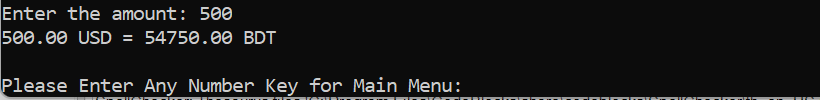 Enter the amount: 500
500.00 USD = 54750.00 BDT
Please Enter Any Number Key for Main Menu: